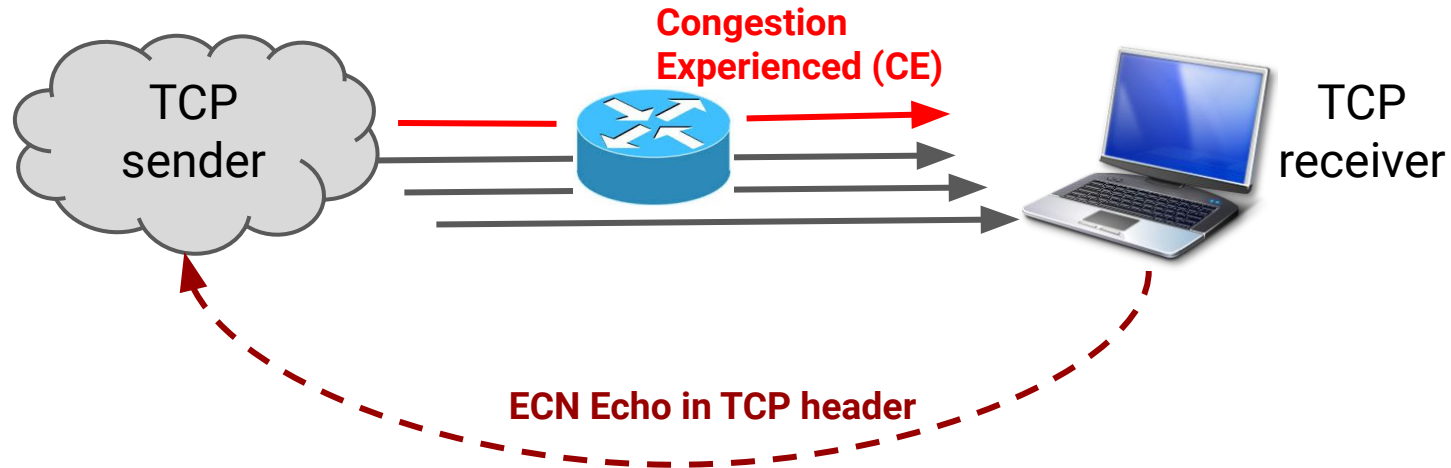 Congestion
Experienced (CE)
TCP
sender
TCP
receiver
ECN Echo in TCP header